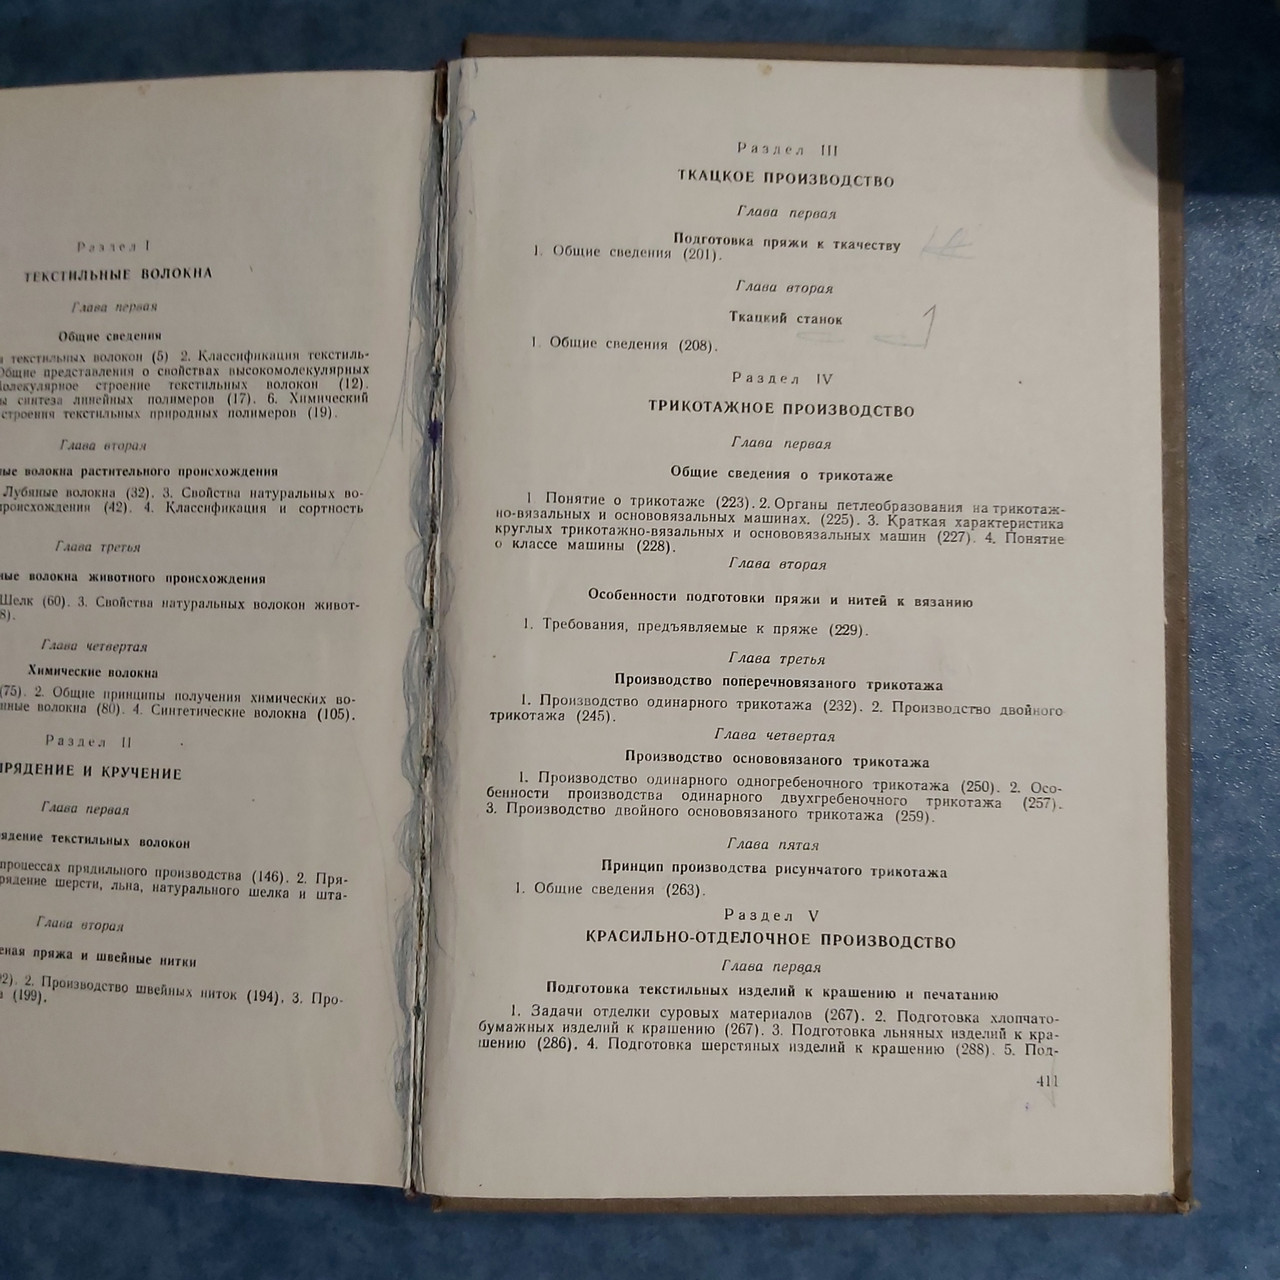 Раздел I
ТЕКСТИЛЬНЫЕ ВОЛОКНА
Глава первая
Общие сведения
текстильных волокон (5) 2. Классификация текстиль-
Общие представления о свойствах высокомолекулярных
Молекулярное строение текстильных волокон (12).
синтеза линейных полимеров (17). 6. Химический
строения текстильных природных полимеров (19).
Глава вторая
волокна растительного происхождения
Лубяные волокна (32). 3. Свойства натуральных во-
происхождения (42). 4. Классификация и сортность
Глава третья
волокна животного происхождения
Шелк (60). 3. Свойства натуральных волокон живот-
8).
Глава четвертая
Химические волокна
(75). 2. Общие принципы получения химических во-
волокна (80). 4. Синтетические волокна (105).
Раздел II
ПРЯДЕНИЕ И КРУЧЕНИЕ
Глава первая
текстильных волокон
процессах прядильного производства (146). 2. Пря-
шерсти, льна, натурального шелка и шта-
Глава вторая
пряжа и швейные нитки
2). 2. Производство швейных ниток (194). 3. Про-
(199).
Раздел III
ТКАЦКОЕ ПРОИЗВОДСТВО
Глава первая
Подготовка пряжи к ткачеству
1. Общие сведения (201).
Глава вторая
Ткацкий станок
1. Общие сведения (208).
Раздел IV
ТРИКОТАЖНОЕ ПРОИЗВОДСТВО
Глава первая
Общие сведения о трикотаже
1 Понятие о трикотаже (223). 2. Органы петлеобразования на трикотаж-
но-вязальных и основовязальных машинах. (225). 3. Краткая характеристика
круглых трикотажно-вязальных и основовязальных машин (227). 4. Понятие
о классе машины (228).
Глава вторая
Особенности подготовки пряжи и нитей к вязанию
1. Требования, предъявляемые к пряже (229).
Глава третья
Производство поперечновязаного трикотажа
1. Производство одинарного трикотажа (232). 2. Производство двойного
трикотажа (245).
Глава четвертая
Производство основовязаного трикотажа
1. Производство одинарного одногребеночного трикотажа (250). 2. Осо-
бенности производства одинарного двухгребеночного трикотажа (257).
3. Производство двойного основовязаного трикотажа (259).
Глава пятая
Принцип производства рисунчатого трикотажа
1. Общие сведения (263).
Раздел V
КРАСИЛЬНО-ОТДЕЛОЧНОЕ ПРОИЗВОДСТВО
Глава первая
Подготовка текстильных изделий к крашению и печатанию
1. Задачи отделки суровых материалов (267). 2. Подготовка хлопчато-
бумажных изделий к крашению (267). 3. Подготовка льняных изделий к кра-
шению (286). 4. Подготовка шерстяных изделий к крашению (288). 5. Под-
411